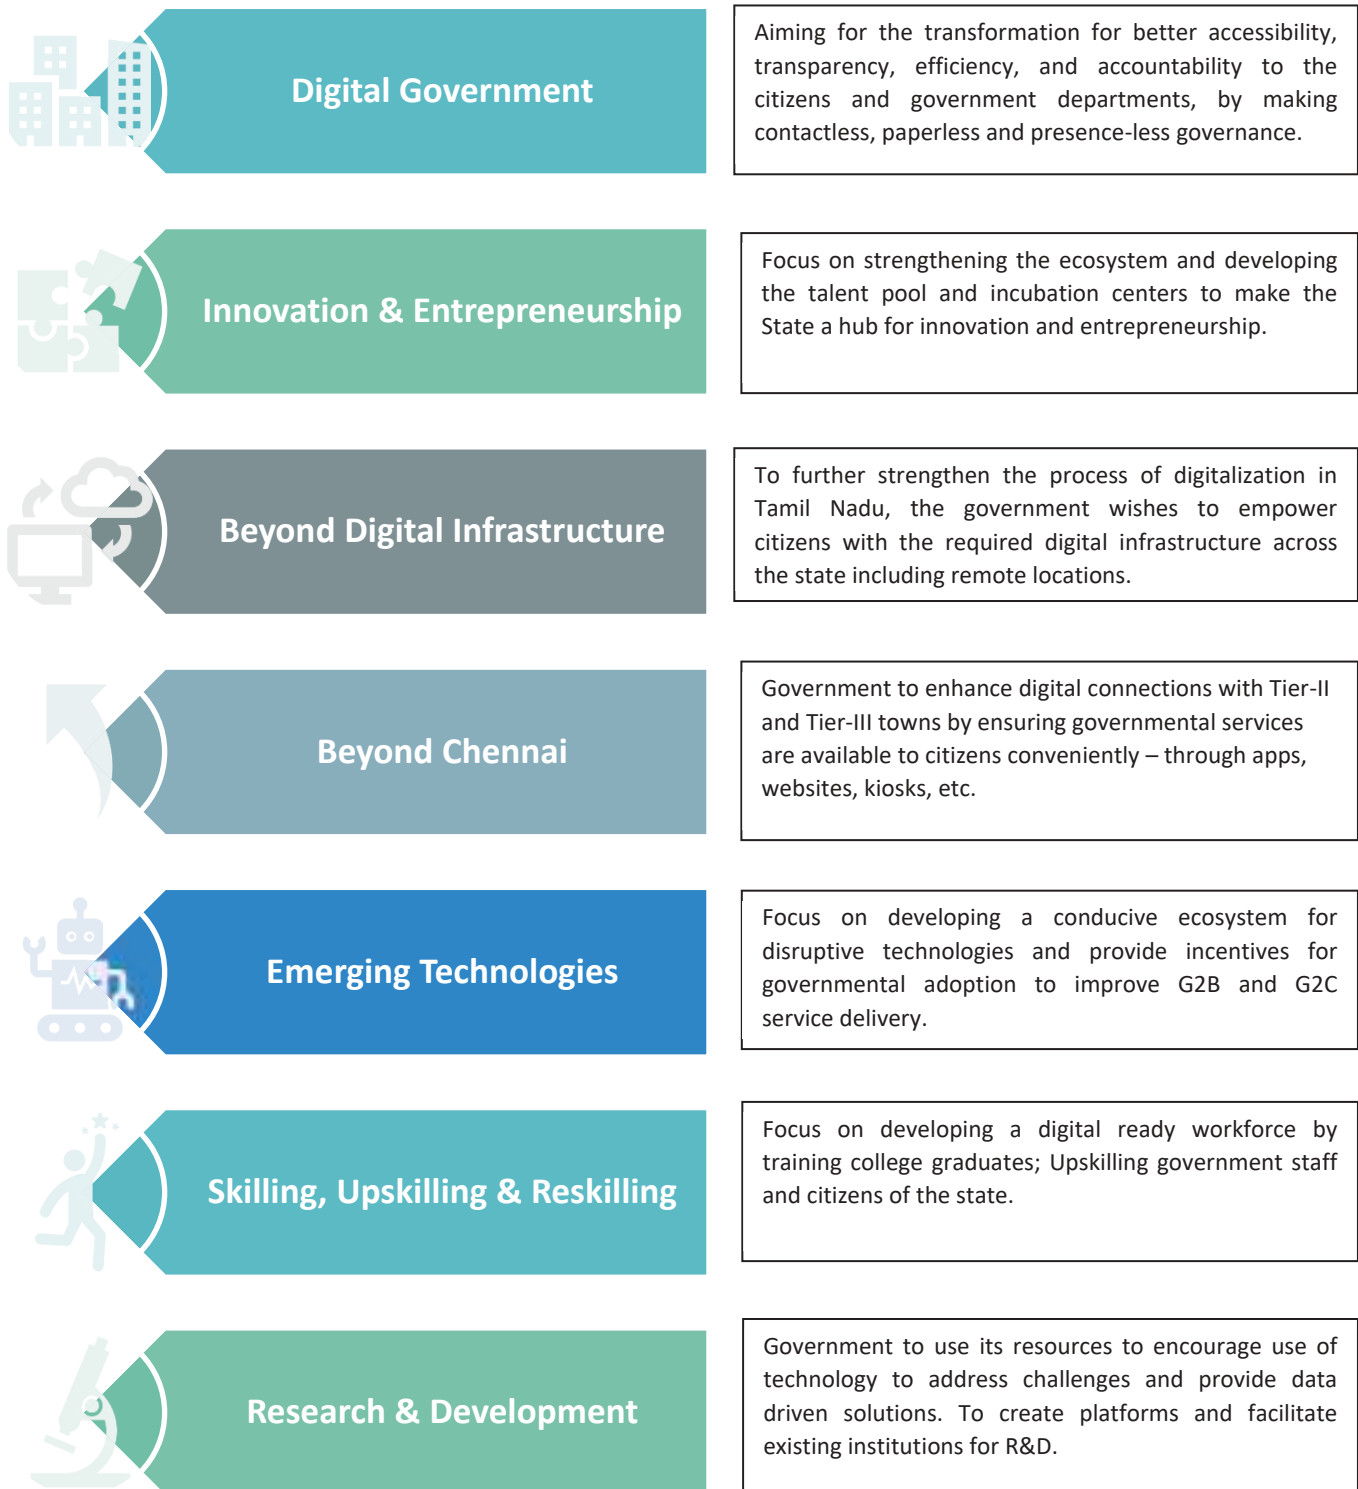 Digital Government
Aiming for the transformation for better accessibility,
transparency, efficiency, and accountability to the
citizens and government departments, by making
contactless, paperless and presence-less governance.
Innovation & Entrepreneurship
Focus on strengthening the ecosystem and developing
the talent pool and incubation centers to make the
State a hub for innovation and entrepreneurship.
Beyond Digital Infrastructure
To further strengthen the process of digitalization in
Tamil Nadu, the government wishes to empower
citizens with the required digital infrastructure across
the state including remote locations.
Beyond Chennai
Government to enhance digital connections with Tier-II
and Tier-III towns by ensuring governmental services
are available to citizens conveniently – through apps,
websites, kiosks, etc.
Emerging Technologies
Focus on developing a conducive ecosystem for
disruptive technologies and provide incentives for
governmental adoption to improve G2B and G2C
service delivery.
Skilling, Upskilling & Reskilling
Focus on developing a digital ready workforce by
training college graduates; Upskilling government staff
and citizens of the state.
Research & Development
Government to use its resources to encourage use of
technology to address challenges and provide data
driven solutions. To create platforms and facilitate
existing institutions for R&D.